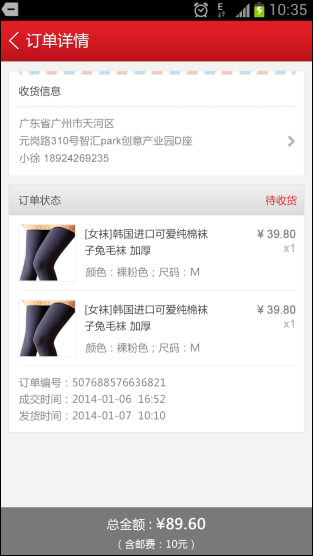 E
10:35
订单详情
收货信息
广东省广州市天河区
元岗路310号智汇park创意产业园D座
小徐 18924269235
订单状态
待收货
[女袜]韩国进口可爱纯棉袜
¥ 39.80
子兔毛袜 加厚
x1
颜色：裸粉色；尺码：M
[女袜]韩国进口可爱纯棉袜
¥ 39.80
子兔毛袜 加厚
x1
颜色：裸粉色；尺码：M
订单编号：507688576636821
成交时间：2014-01-06 16:52
发货时间：2014-01-07 10:10
总金额：¥89.60
（含邮费：10元）